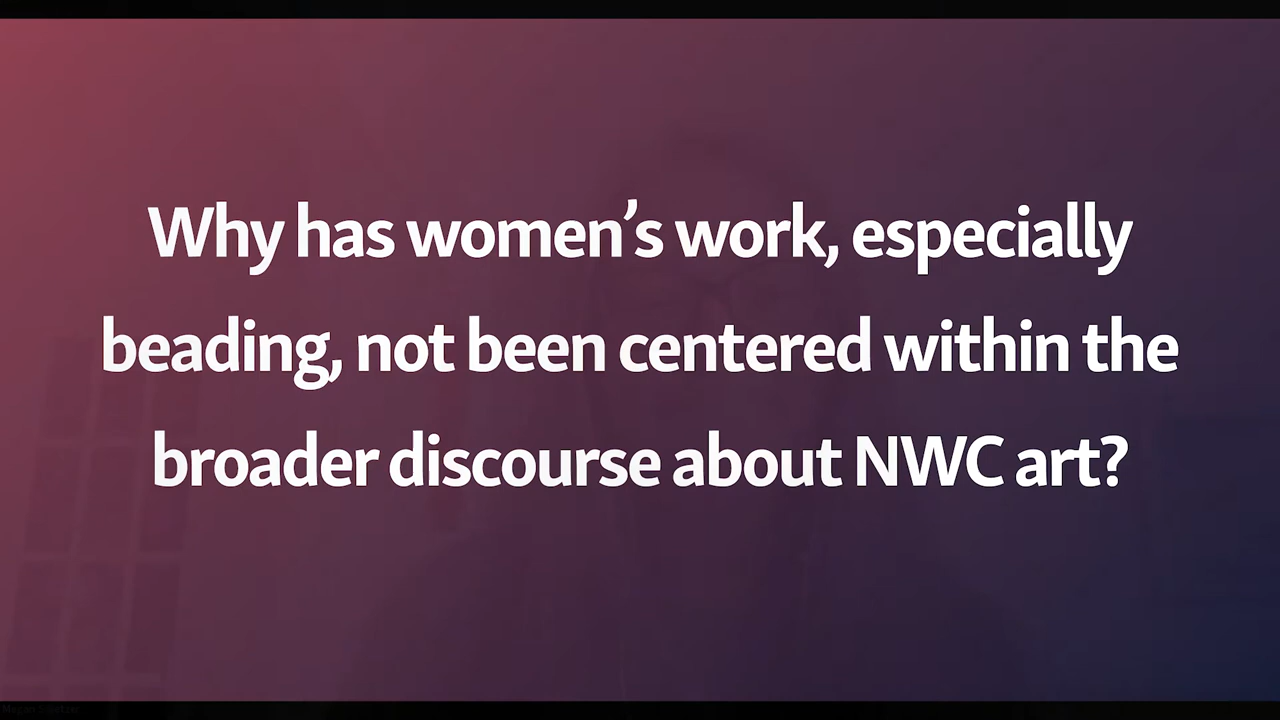 Why has women’s work, especially
beading, not been centered within the
broader discourse about NWC art?